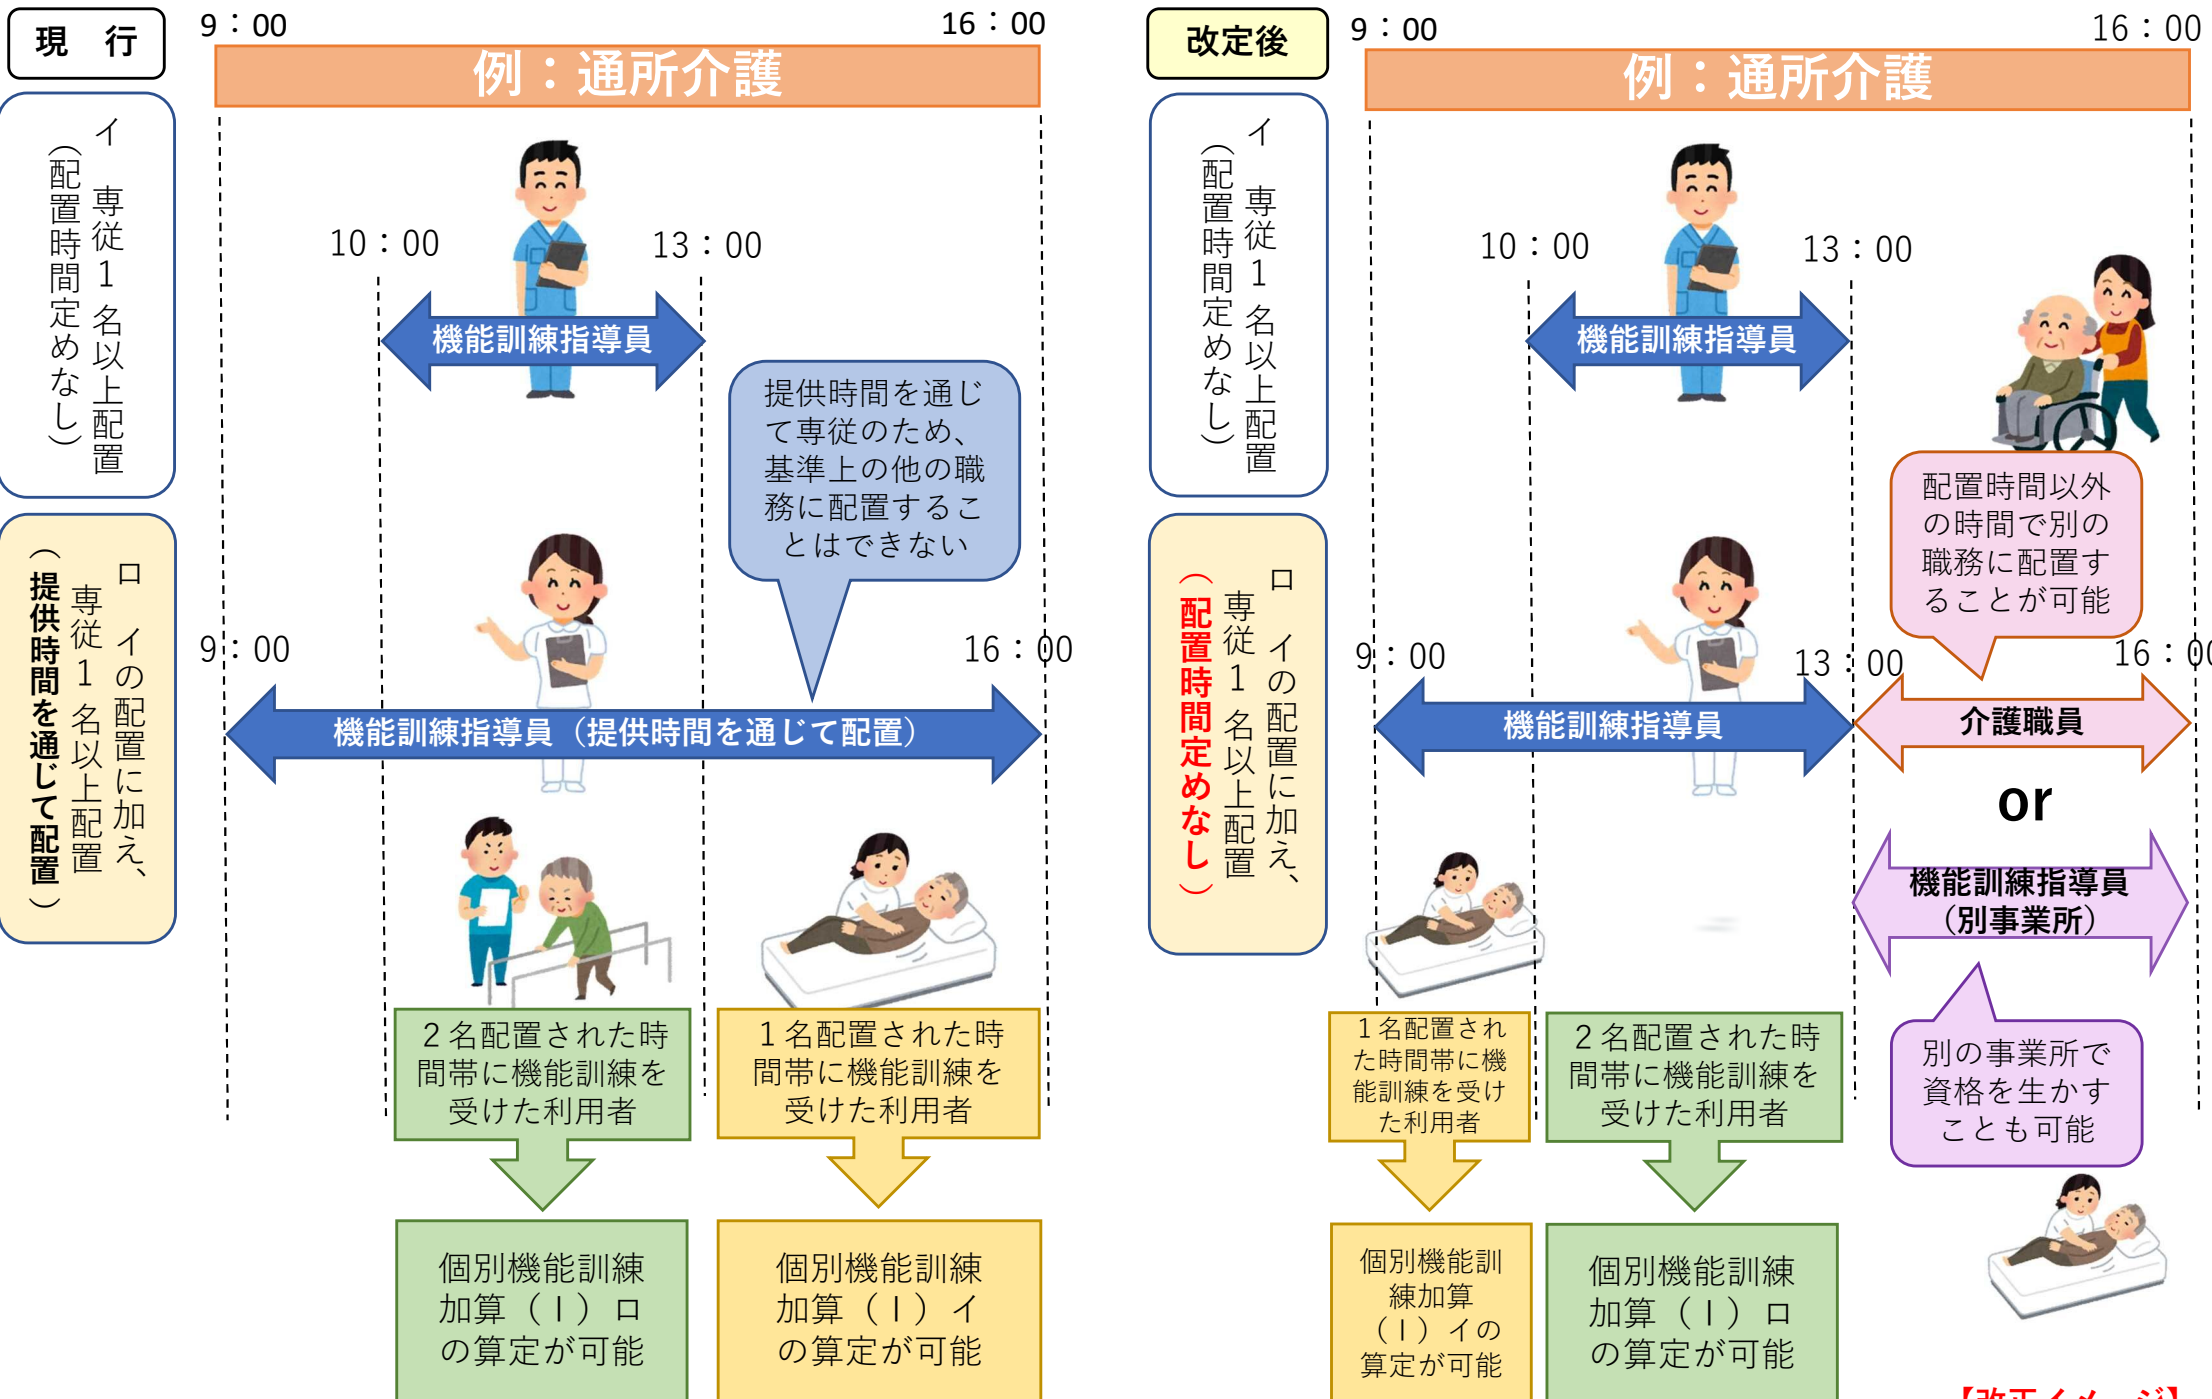 現　行
9：00
16：00
例：通所介護
イ　専従１名以上配置
（配置時間定めなし）
10：00
13：00
機能訓練指導員
提供時間を通じ
て専従のため、
基準上の他の職
務に配置するこ
とはできない
ロ　イの配置に加え、
専従１名以上配置
（提供時間を通じて配置）
9：00
16：00
機能訓練指導員（提供時間を通じて配置）
２名配置された時
間帯に機能訓練を
受けた利用者
１名配置された時
間帯に機能訓練を
受けた利用者
個別機能訓練
加算（Ⅰ）ロ
の算定が可能
個別機能訓練
加算（Ⅰ）イ
の算定が可能
改定後
9：00
16：00
例：通所介護
イ　専従１名以上配置
（配置時間定めなし）
10：00
13：00
機能訓練指導員
配置時間以外
の時間で別の
職務に配置す
ることが可能
ロ　イの配置に加え、
専従１名以上配置
（配置時間定めなし）
9：00
13：00
16：00
機能訓練指導員
介護職員
or
機能訓練指導員
（別事業所）
別の事業所で
資格を生かす
ことも可能
１名配置され
た時間帯に機
能訓練を受け
た利用者
２名配置された時
間帯に機能訓練を
受けた利用者
個別機能訓
練加算
（Ⅰ）イの
算定が可能
個別機能訓練
加算（Ⅰ）ロ
の算定が可能
【改正イメージ】